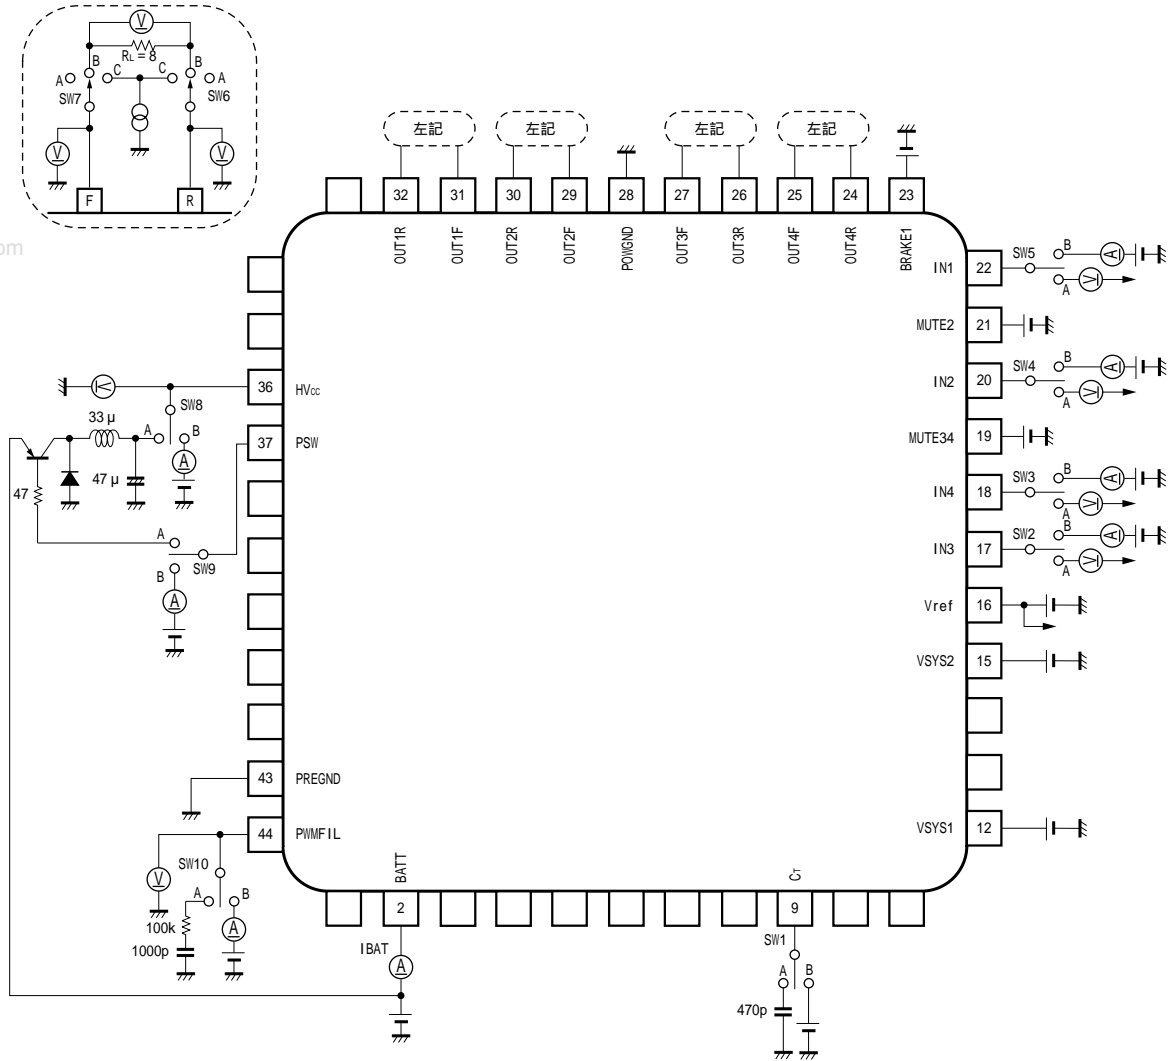 V
RL = 8
A B C C B A
SW7 SW6
V V
F R
左記 左記 左記 左記
32 31 30 29 28 27 26 25 24 23
OUT1R OUT1F OUT2R OUT2F POWGND OUT3F OUT3R OUT4F OUT4R BRAKE1
om
IN1 22 SW5 B A
A V
MUTE2 21
IN2 20 SW4 B A
A V
MUTE34 19
IN4 18 SW3 B A
A V
IN3 17 SW2 B A
A V
Vref 16
VSYS2 15
VSYS1 12
V 36 HVcc
SW8
33 μ A B
A
37 PSW
47 47 μ
A
SW9
B
A
43 PREGND
44 PWMFIL
V SW10
A B
100k A
1000p
BATT
2
IBAT
A
CT
9
SW1
A B
470p